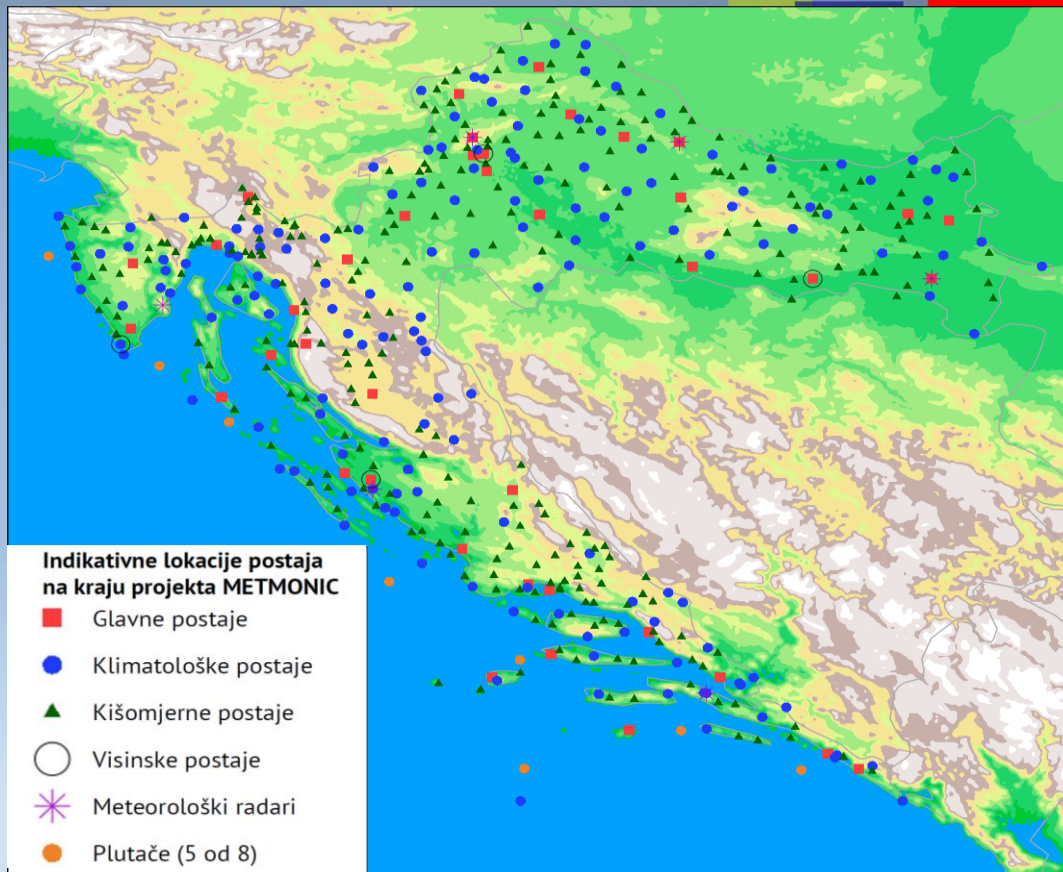 Indikativne lokacije postaja
na kraju projekta METMONIC
Glavne postaje
Klimatološke postaje
Kišomjerne postaje
Visinske postaje
Meteorološki radari
Plutače (5 od 8)